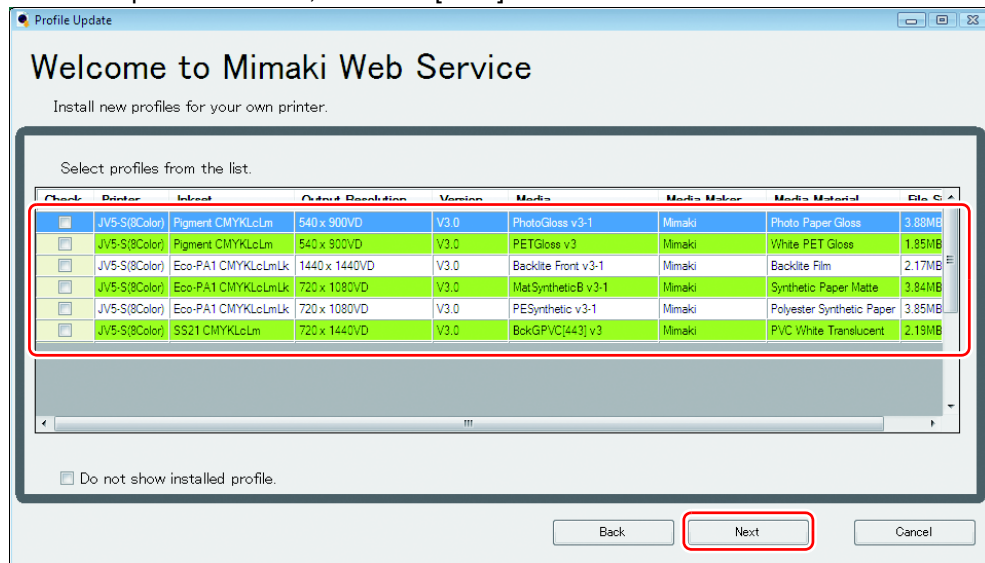 Profile Update
Welcome to Mimaki Web Service
Install new profiles for your own printer.
Select profiles from the list.
Check Printer Inkset Output Resolution Version Media Media Maker Media Material File S
JV5-S(8Color) Pigment CMYKLcLm 540 x 900VD V3.0 PhotoGloss v3-1 Mimaki Photo Paper Gloss 3.88MB
JV5-S(8Color) Pigment CMYKLcLm 540 x 900VD V3.0 PETGloss v3 Mimaki White PET Gloss 1.85MB
JV5-S(8Color) Eco-PA1 CMYKLcLmLk 1440 x 1440VD V3.0 Backlite Front v3-1 Mimaki Backlite Film 2.17MB
JV5-S(8Color) Eco-PA1 CMYKLcLmLk 720 x 1080VD V3.0 MatSyntheticB v3-1 Mimaki Synthetic Paper Matte 3.84MB
JV5-S(8Color) Eco-PA1 CMYKLcLmLk 720 x 1080VD V3.0 PESynthetic v3-1 Mimaki Polyester Synthetic Paper 3.85MB
JV5-S(8Color) SS21 CMYKLcLm 720 x 1440VD V3.0 BckGPVC[443] v3 Mimaki PVC White Translucent 2.19MB
Do not show installed profile.
Back Next Cancel